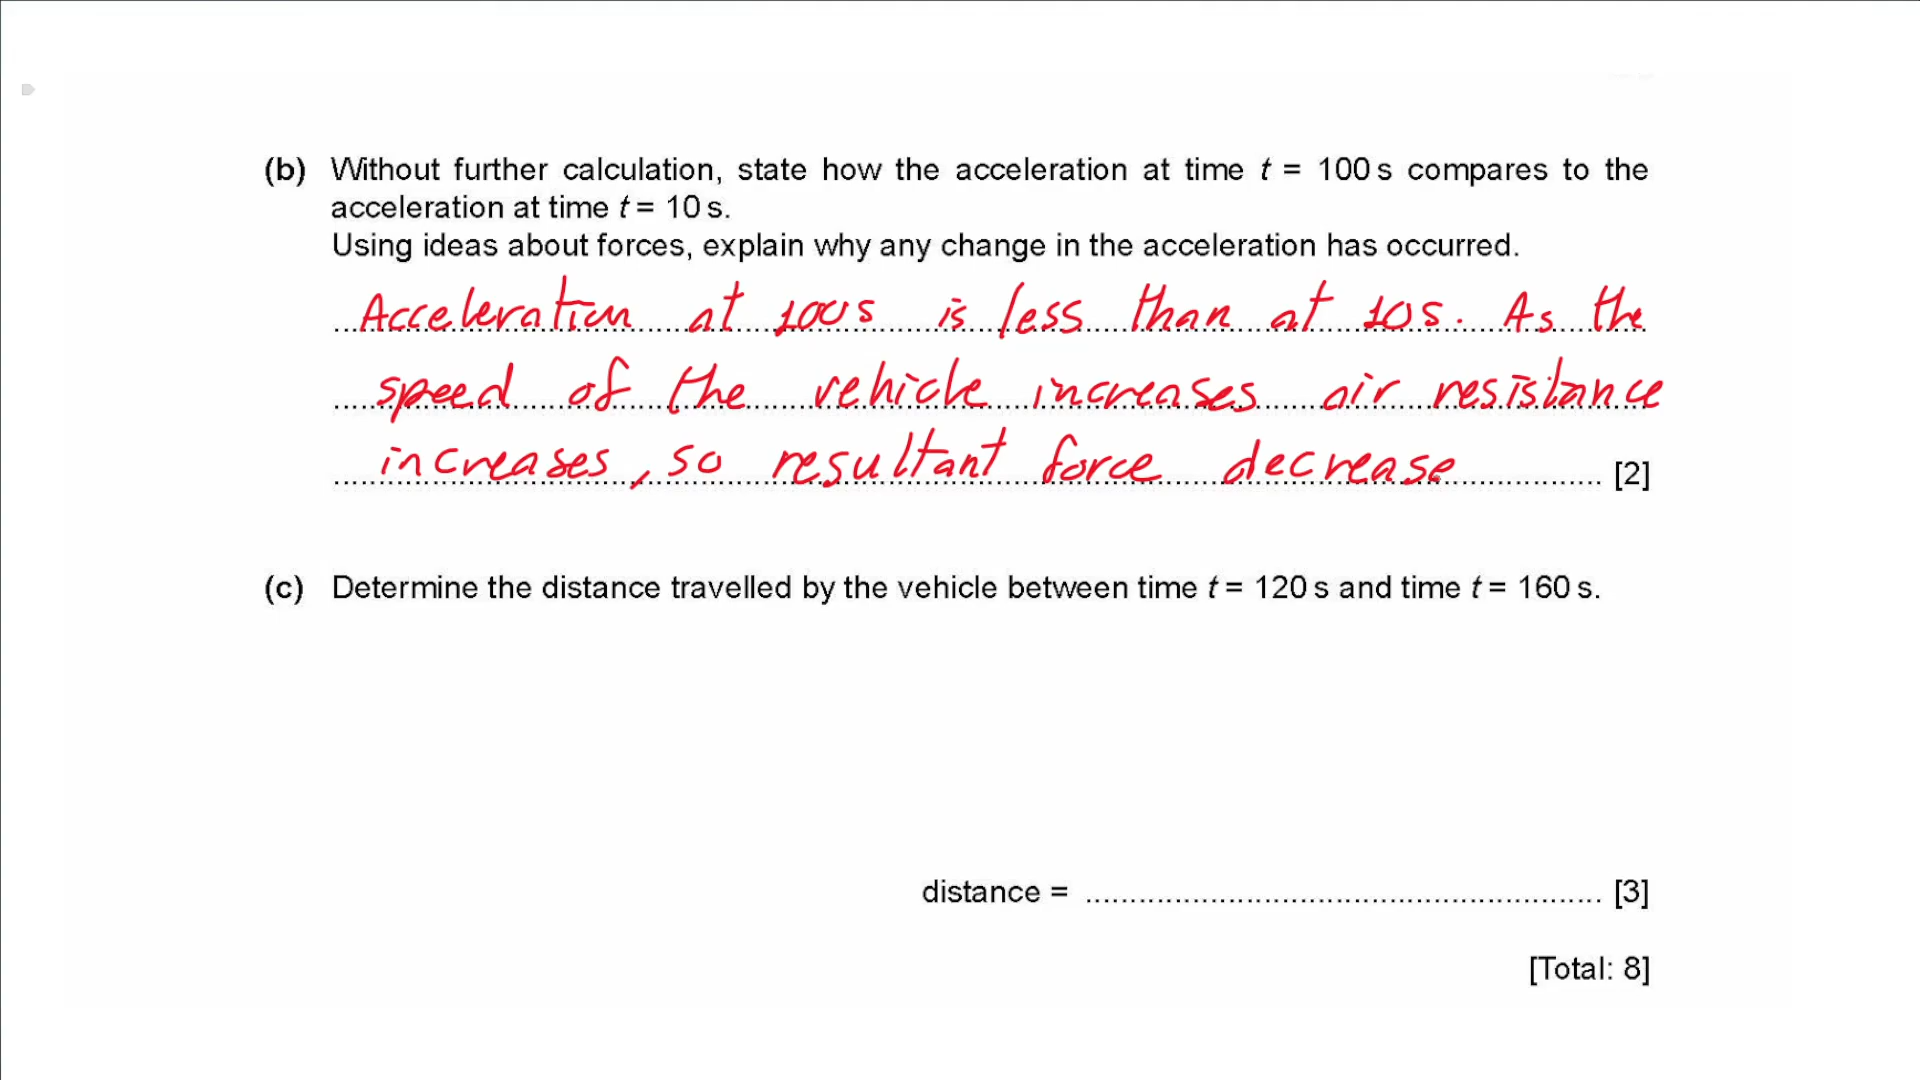 (b) Without further calculation, state how the acceleration at time t = 100 s compares to the
acceleration at time t = 10 s.
Using ideas about forces, explain why any change in the acceleration has occurred.
Acceleration at 100s is less than at 10s. As the
speed of the vehicle increases air resistance
increases, so resultant force decrease [2]
(c) Determine the distance travelled by the vehicle between time t = 120 s and time t = 160 s.
distance = ........................................................ [3]
[Total: 8]